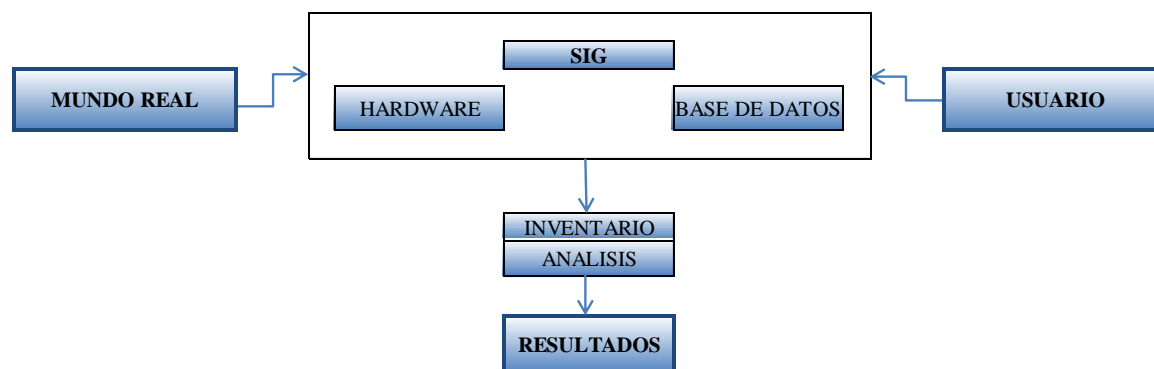 SIG
MUNDO REAL
HARDWARE
BASE DE DATOS
USUARIO
INVENTARIO
ANALISIS
RESULTADOS